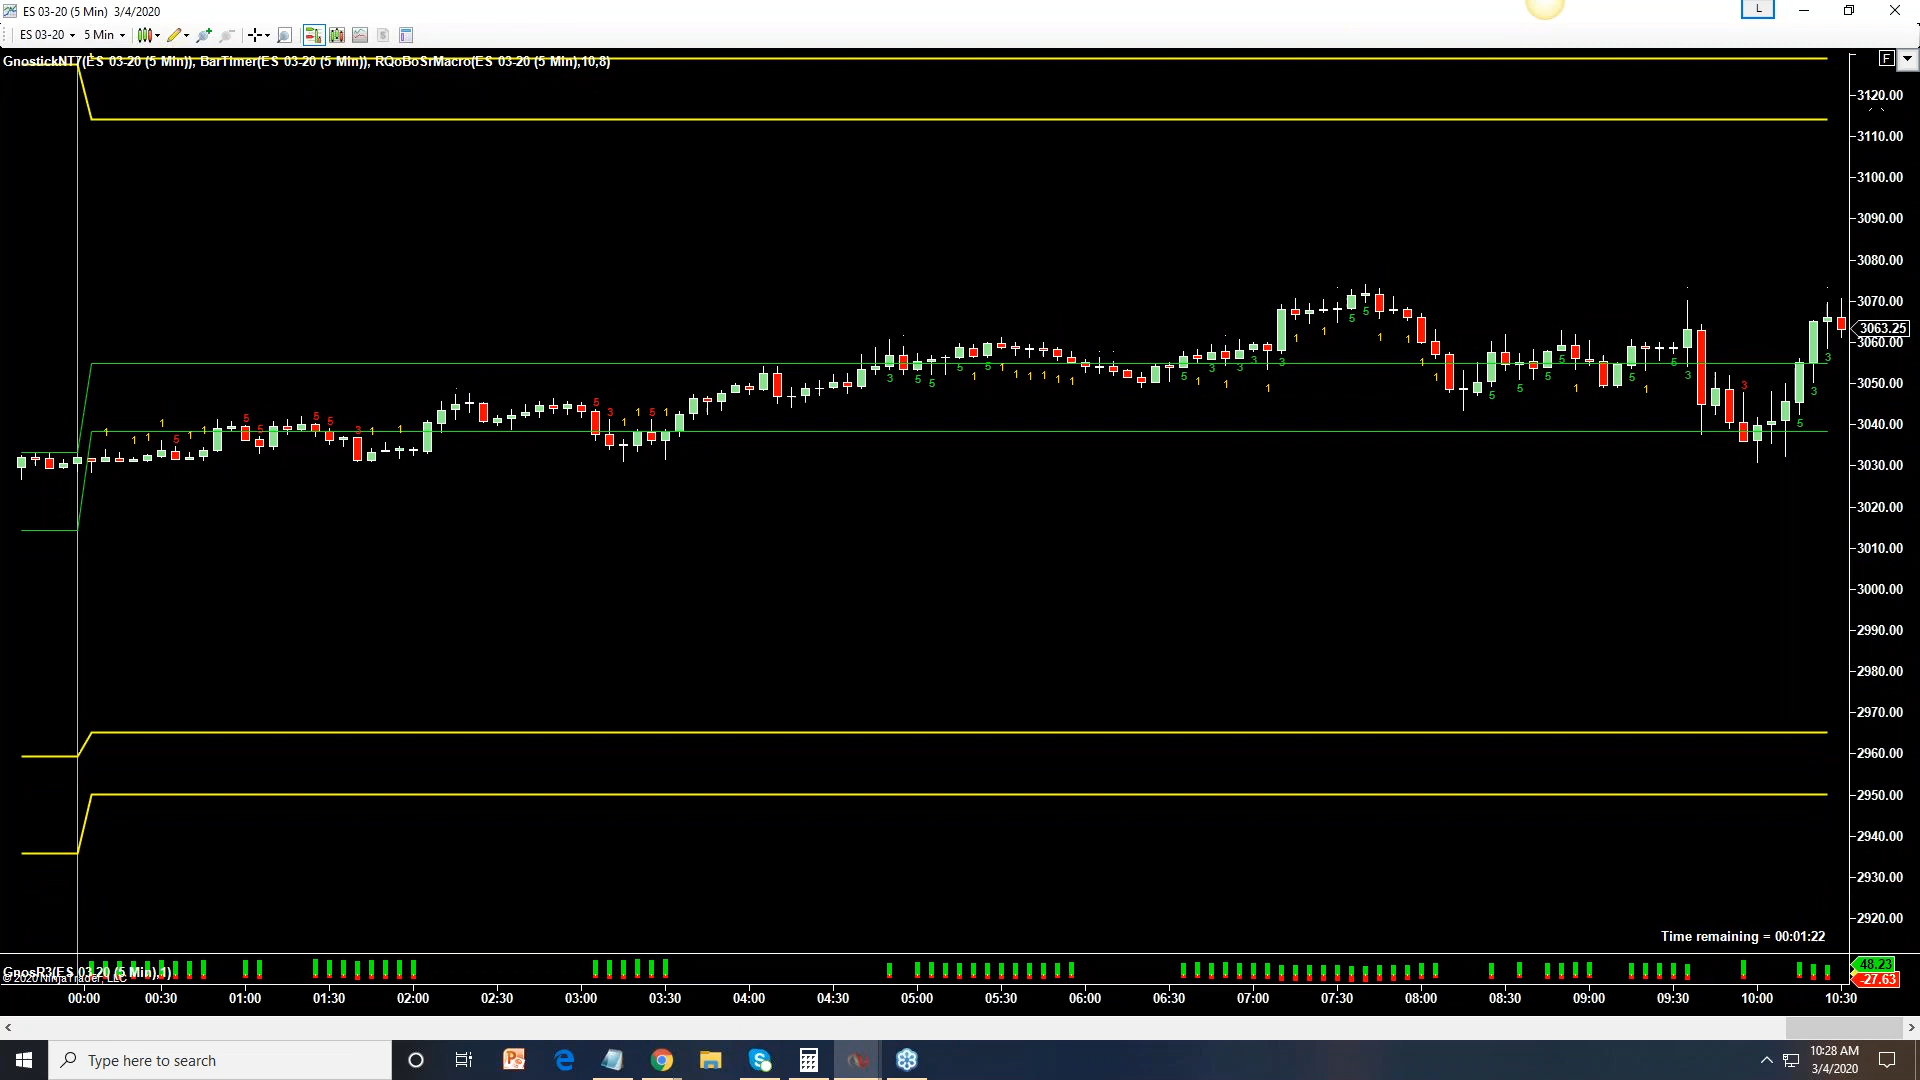 ES 03-20 (5 Min)  3/4/2020
L
ES 03-20 5 Min
GnostickNT7(ES 03-20 (5 Min)), BarTimer(ES 03-20 (5 Min)), RQoBoSrMacro(ES 03-20 (5 Min),10,8)
F
3120.00
3110.00
3100.00
3090.00
3080.00
3070.00
3063.25
3060.00
3050.00
3040.00
3030.00
3020.00
3010.00
3000.00
2990.00
2980.00
2970.00
2960.00
2950.00
2940.00
2930.00
2920.00
Time remaining = 00:01:22
GnosR3(ES 03-20 (5 Min),1)
© 2020 NinjaTrader, LLC
48.23
-27.63
00:00 00:30 01:00 01:30 02:00 02:30 03:00 03:30 04:00 04:30 05:00 05:30 06:00 06:30 07:00 07:30 08:00 08:30 09:00 09:30 10:00 10:30
Type here to search
10:28 AM
3/4/2020